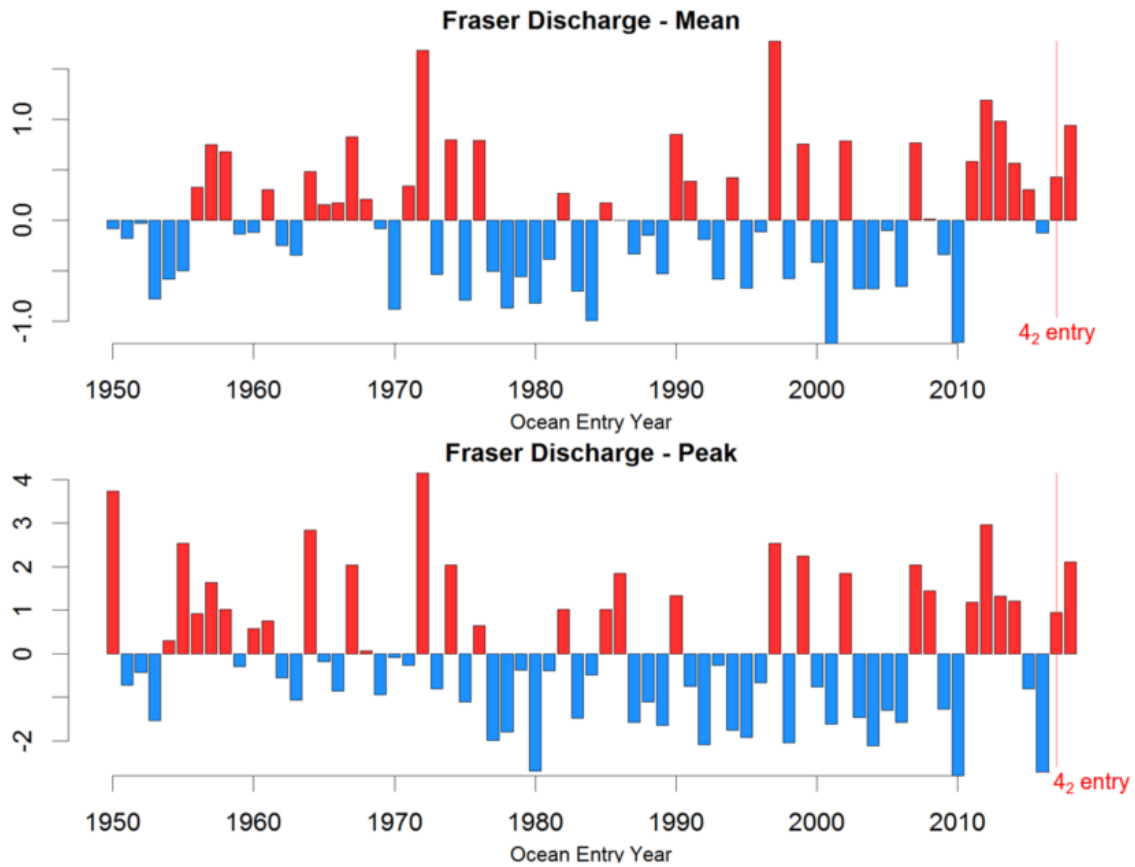 Fraser Discharge - Mean
1.0
0.0
-1.0
4₂ entry
1950 1960 1970 1980 1990 2000 2010
Ocean Entry Year
Fraser Discharge - Peak
4
3
2
1
0
-2
4₂ entry
1950 1960 1970 1980 1990 2000 2010
Ocean Entry Year